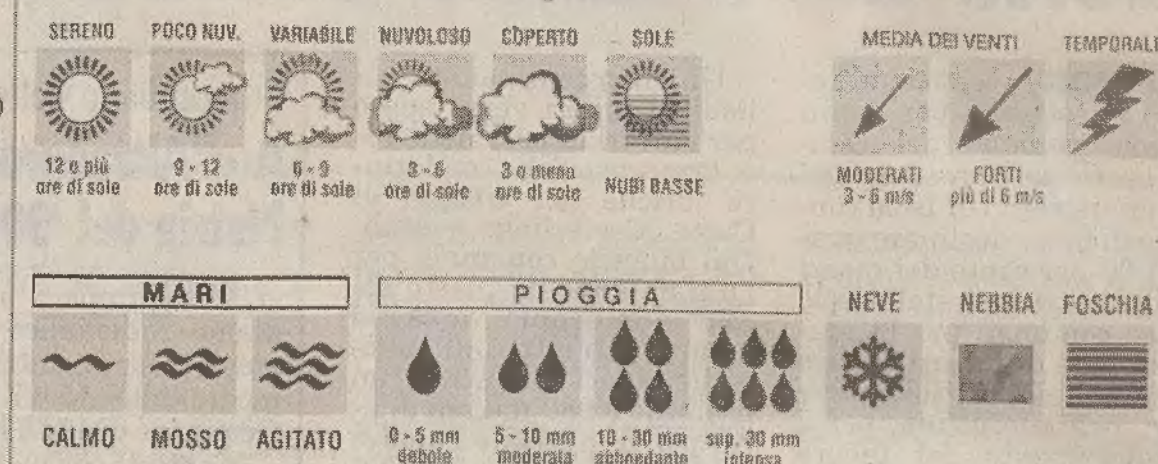 SERENO POCO NUV. VARIABILE NUVOLOSO COPERTO SOLE
12 o più ore di sole
9 - 12 ore di sole
6 - 9 ore di sole
3 - 6 ore di sole
3 o meno ore di sole
NUBI BASSE
MEDIA DEI VENTI
MODERATI
3 - 6 m/s
FORTI
più di 6 m/s
TEMPORALE
MARI
CALMO MOSSO AGITATO
PIOGGIA
0 - 5 mm debole
5 - 10 mm moderata
10 - 30 mm abbondante
sup. 30 mm intensa
NEVE NEBBIA FOSCHIA